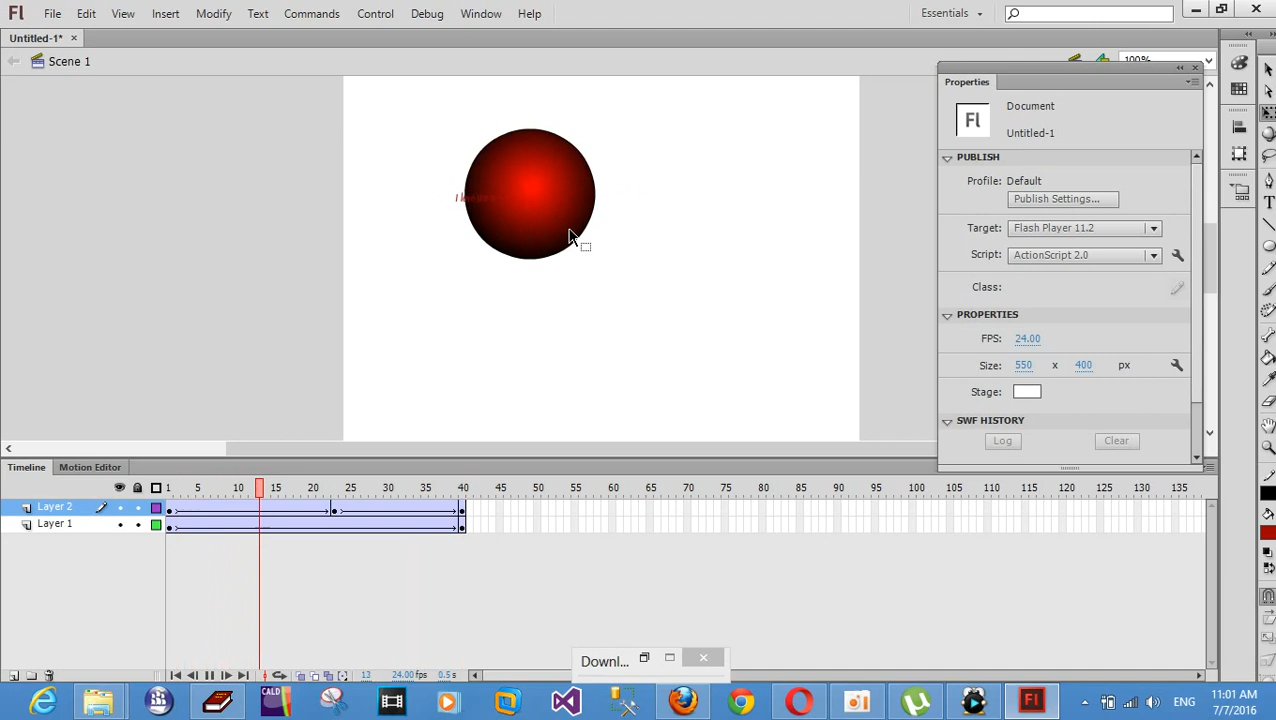 Fl File Edit View Insert Modify Text Commands Control Debug Window Help Essentials
Untitled-1* ×
Scene 1 100%
Properties
Fl Document
Untitled-1
PUBLISH
Profile: Default
Publish Settings...
Target: Flash Player 11.2
Script: ActionScript 2.0
Class:
PROPERTIES
FPS: 24.00
Size: 550 x 400 px
Stage:
SWF HISTORY
Log Clear
Timeline Motion Editor
1 5 10 15 20 25 30 35 40 45 50 55 60 65 70 75 80 85 90 95 100 105 110 115 120 125 130 135
Layer 2
Layer 1
Downl...
13 24.00 fps 0.5 s
CALD Fl ENG 11:01 AM
7/7/2016